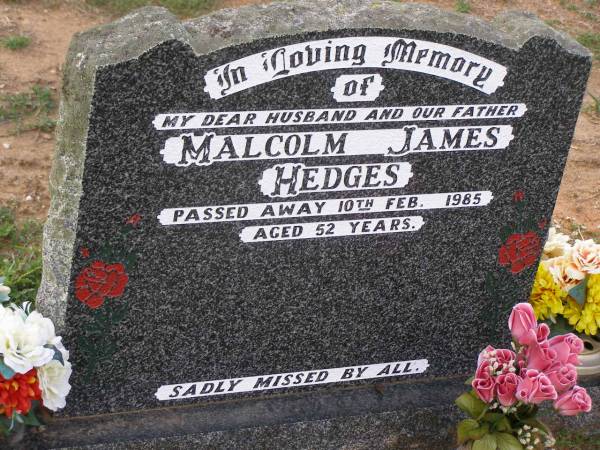 In Loving Memory
of
MY DEAR HUSBAND AND OUR FATHER
MALCOLM JAMES
HEDGES
PASSED AWAY 10TH FEB. 1985
AGED 52 YEARS.
SADLY MISSED BY ALL.